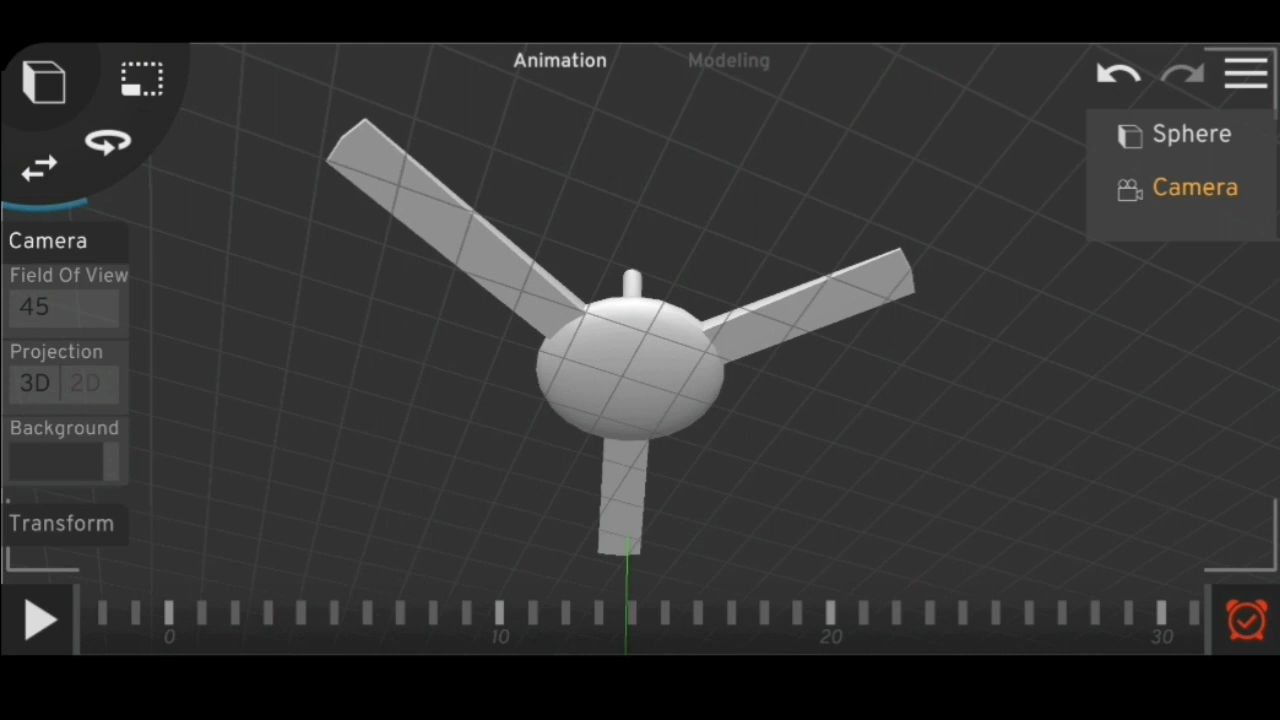 Animation
Modeling
Sphere
Camera
Camera
Field Of View
45
Projection
3D
2D
Background
Transform
0
10
20
30